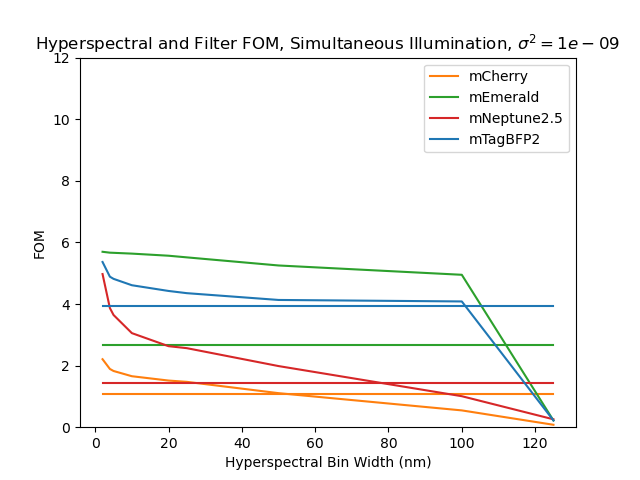 Hyperspectral and Filter FOM, Simultaneous Illumination, σ² = 1e − 09
12
10
8
6
4
2
0
FOM
mCherry
mEmerald
mNeptune2.5
mTagBFP2
0 20 40 60 80 100 120
Hyperspectral Bin Width (nm)